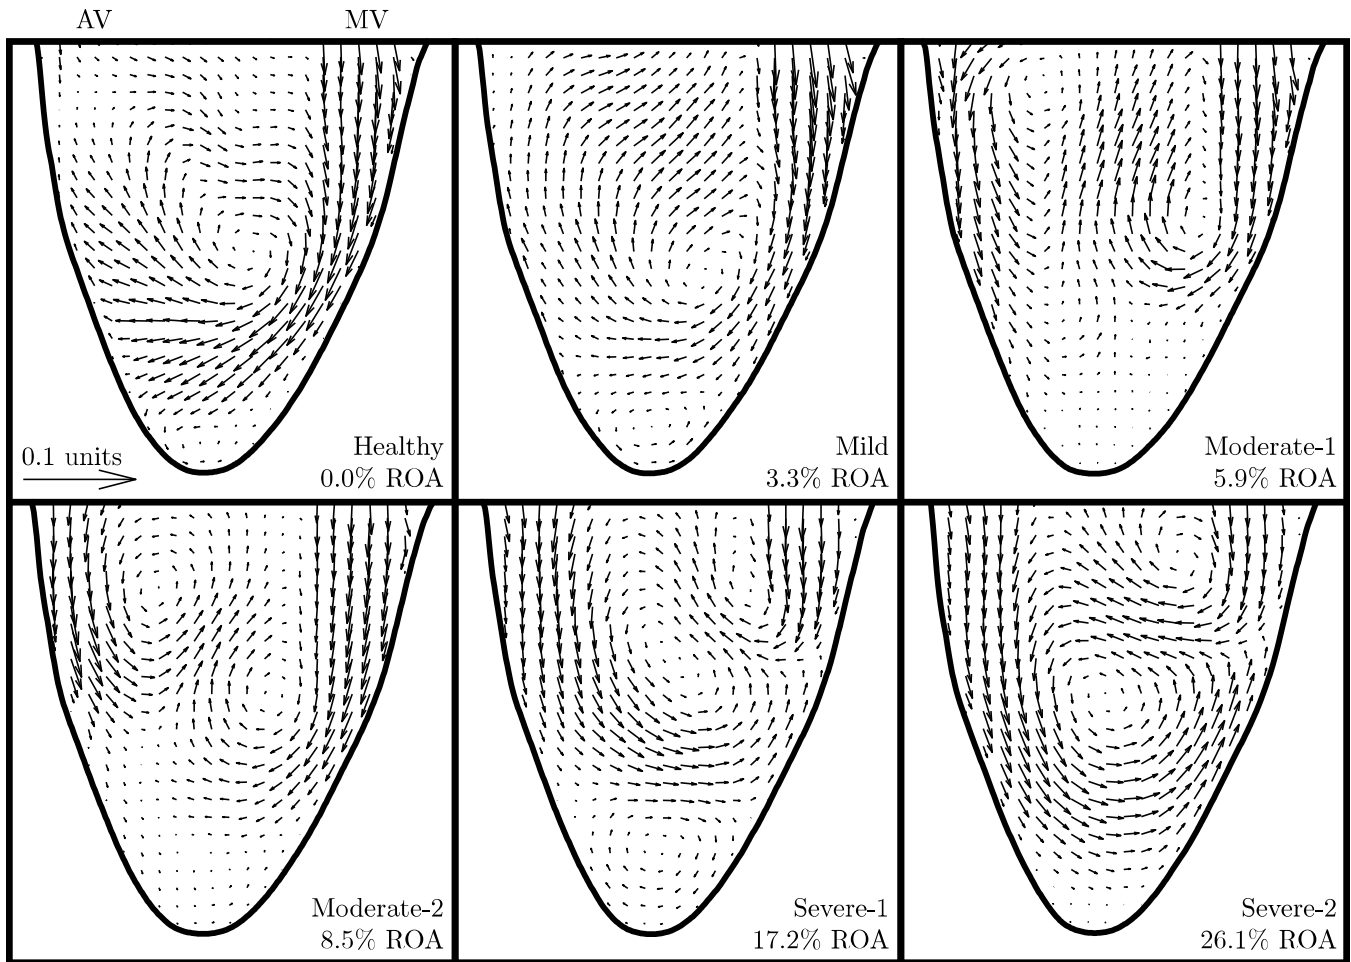 AV MV
0.1 units
Healthy
0.0% ROA
Mild
3.3% ROA
Moderate-1
5.9% ROA
Moderate-2
8.5% ROA
Severe-1
17.2% ROA
Severe-2
26.1% ROA